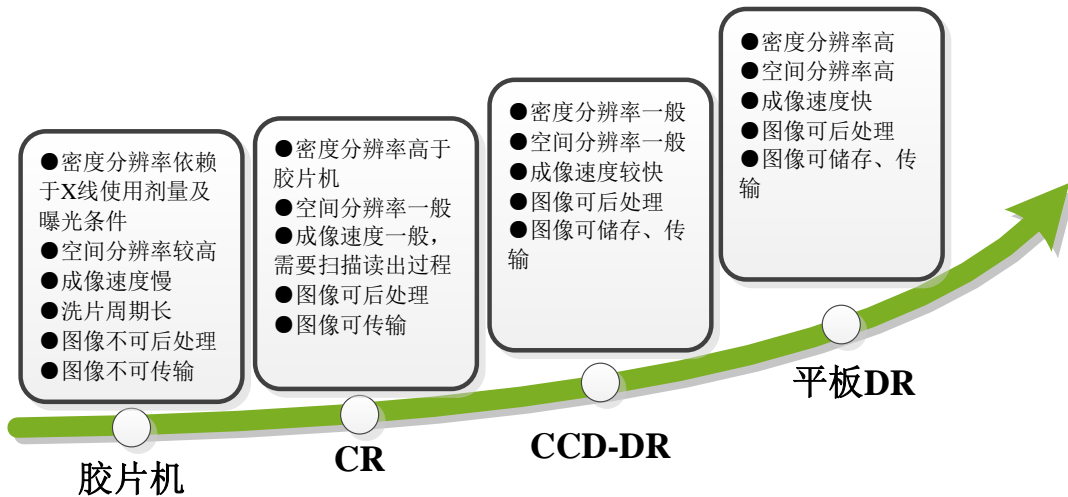 ●密度分辨率依赖
于X线使用剂量及
曝光条件
●空间分辨率较高
●成像速度慢
●洗片周期长
●图像不可后处理
●图像不可传输
胶片机
●密度分辨率高于
胶片机
●空间分辨率一般
●成像速度一般，
需要扫描读出过程
●图像可后处理
●图像可传输
CR
●密度分辨率一般
●空间分辨率一般
●成像速度较快
●图像可后处理
●图像可储存、传
输
CCD-DR
●密度分辨率高
●空间分辨率高
●成像速度快
●图像可后处理
●图像可储存、传
输
平板DR